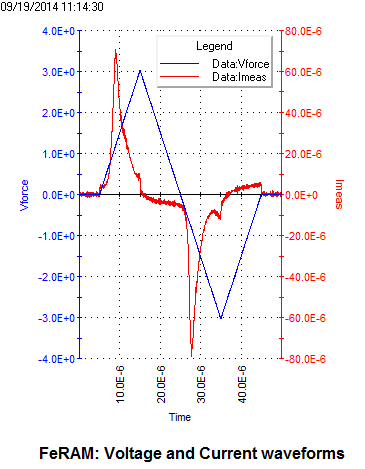 09/19/2014 11:14:30
4.0E+0
3.0E+0
2.0E+0
1.0E+0
0.0E+0
-1.0E+0
-2.0E+0
-3.0E+0
-4.0E+0
Vforce
Legend
Data:Vforce
Data:Imeas
80.0E-6
60.0E-6
40.0E-6
20.0E-6
0.0E+0
-20.0E-6
-40.0E-6
-60.0E-6
-80.0E-6
Imeas
10.0E-6
20.0E-6
30.0E-6
40.0E-6
Time
FeRAM: Voltage and Current waveforms